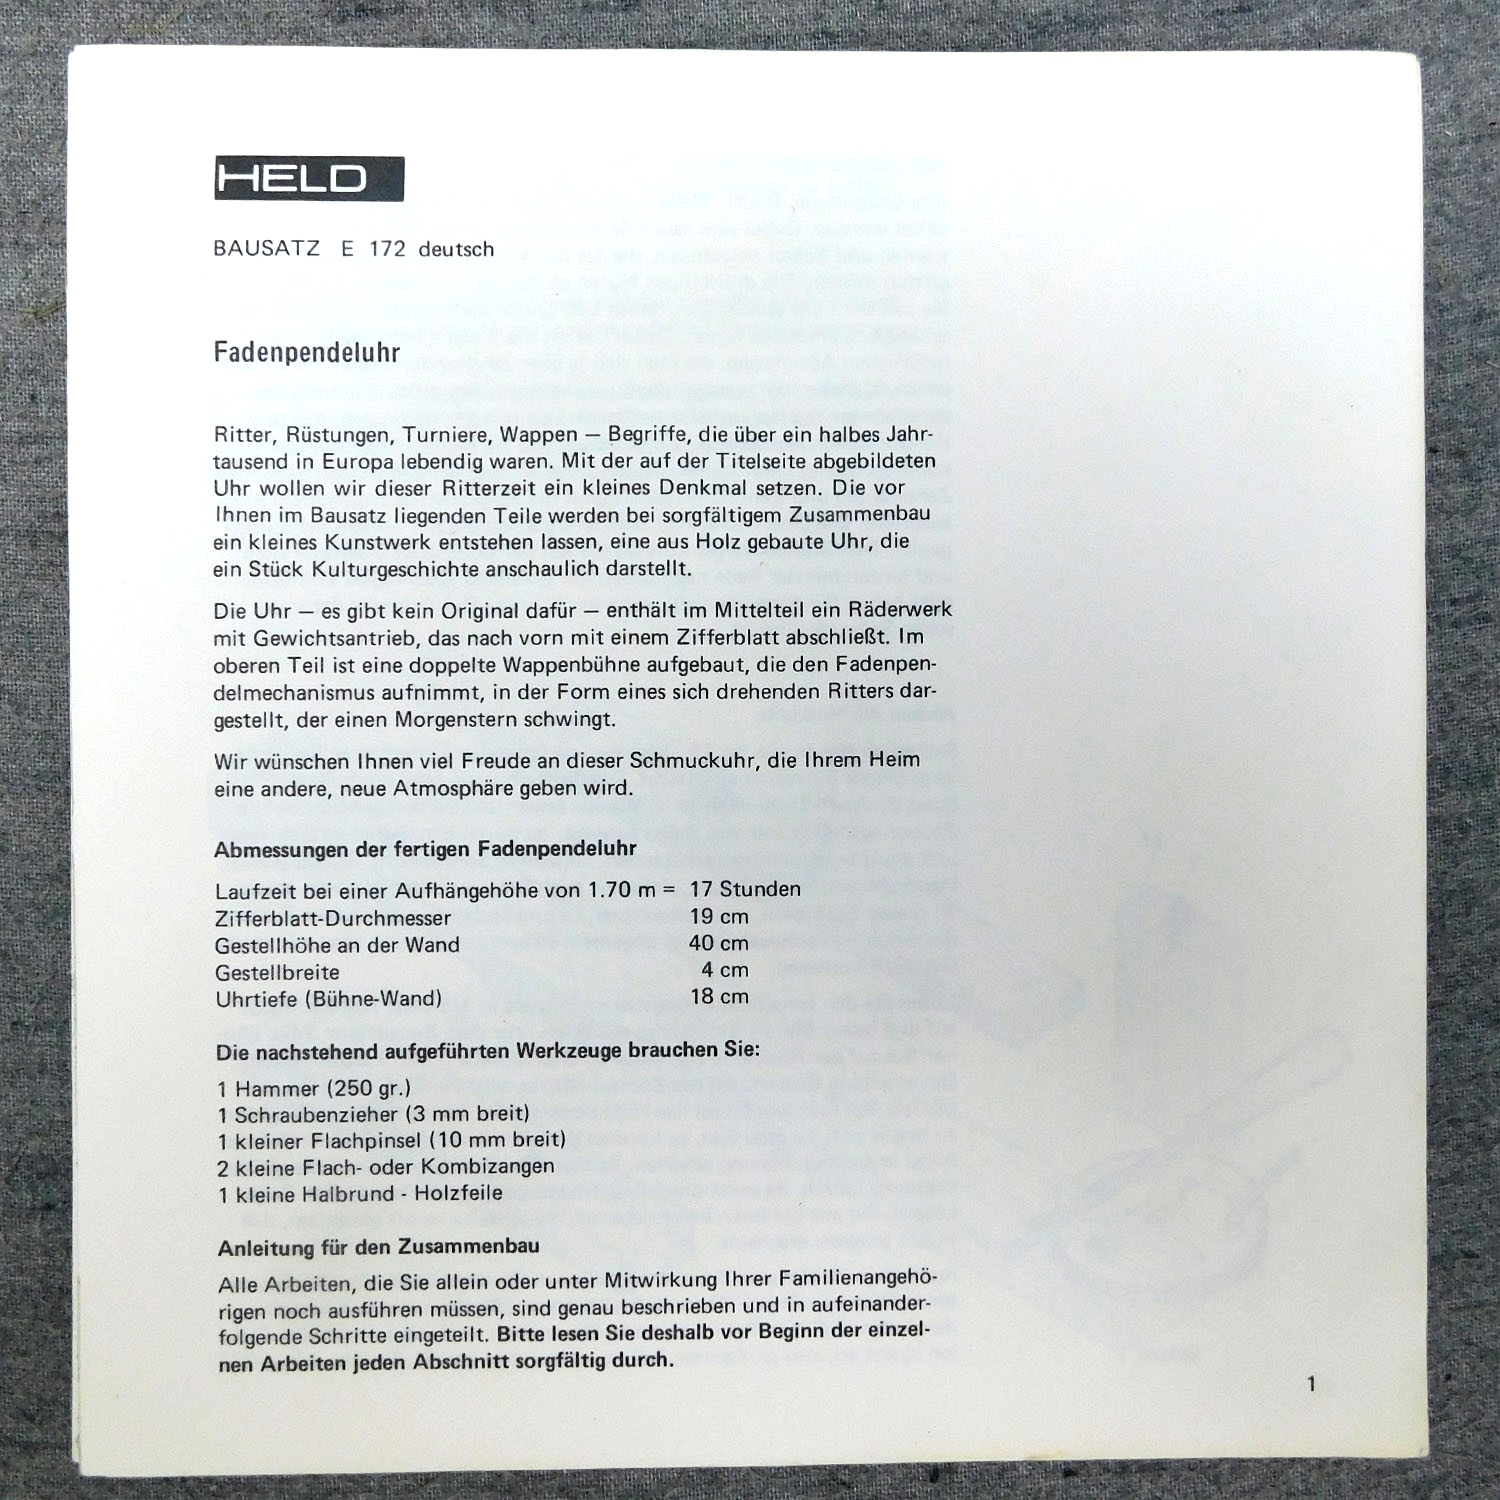 HELD
BAUSATZ E 172 deutsch
Fadenpendeluhr
Ritter, Rüstungen, Turniere, Wappen — Begriffe, die über ein halbes Jahr-
tausend in Europa lebendig waren. Mit der auf der Titelseite abgebildeten
Uhr wollen wir dieser Ritterzeit ein kleines Denkmal setzen. Die vor
Ihnen im Bausatz liegenden Teile werden bei sorgfältigem Zusammenbau
ein kleines Kunstwerk entstehen lassen, eine aus Holz gebaute Uhr, die
ein Stück Kulturgeschichte anschaulich darstellt.
Die Uhr — es gibt kein Original dafür — enthält im Mittelteil ein Räderwerk
mit Gewichtsantrieb, das nach vorn mit einem Zifferblatt abschließt. Im
oberen Teil ist eine doppelte Wappenbühne aufgebaut, die den Fadenpen-
delmechanismus aufnimmt, in der Form eines sich drehenden Ritters dar-
gestellt, der einen Morgenstern schwingt.
Wir wünschen Ihnen viel Freude an dieser Schmuckuhr, die Ihrem Heim
eine andere, neue Atmosphäre geben wird.
Abmessungen der fertigen Fadenpendeluhr
Laufzeit bei einer Aufhängehöhe von 1.70 m = 17 Stunden
Zifferblatt-Durchmesser 19 cm
Gestellhöhe an der Wand 40 cm
Gestellbreite 4 cm
Uhrtiefe (Bühne-Wand) 18 cm
Die nachstehend aufgeführten Werkzeuge brauchen Sie:
1 Hammer (250 gr.)
1 Schraubenzieher (3 mm breit)
1 kleiner Flachpinsel (10 mm breit)
2 kleine Flach- oder Kombizangen
1 kleine Halbrund - Holzfeile
Anleitung für den Zusammenbau
Alle Arbeiten, die Sie allein oder unter Mitwirkung Ihrer Familienangehö-
rigen noch ausführen müssen, sind genau beschrieben und in aufeinander-
folgende Schritte eingeteilt. Bitte lesen Sie deshalb vor Beginn der einzel-
nen Arbeiten jeden Abschnitt sorgfältig durch.
1